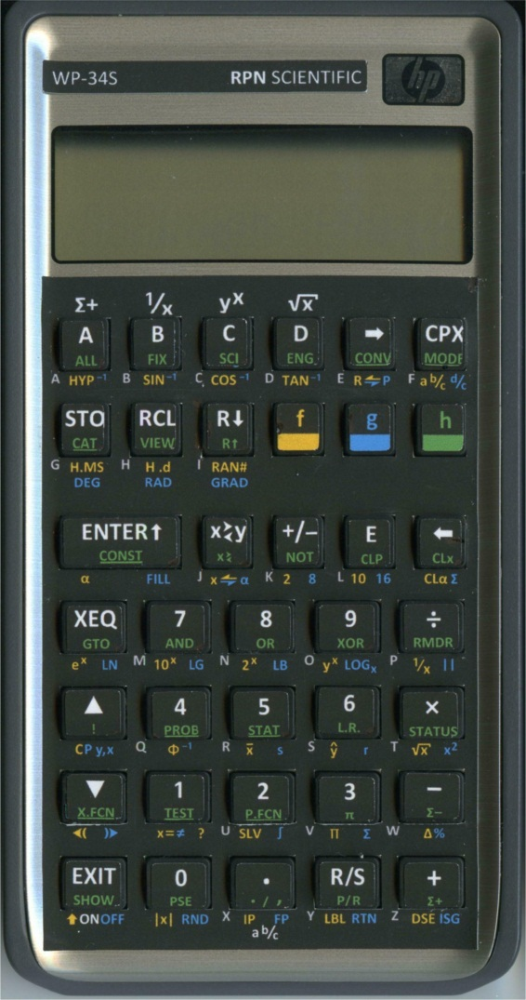 WP-34S RPN SCIENTIFIC hp
Σ+ 1/x yˣ √x
A B C D ➡ CPX
ALL FIX SCI ENG CONV MODE
A HYP⁻¹ B SIN⁻¹ C COS⁻¹ D TAN⁻¹ E R⇌P F a b/c d/c
STO RCL R↓ f g h
CAT VIEW R↑
G H.MS H H.d I RAN#
DEG RAD GRAD
ENTER↑ x≷y +/− E ⬅
CONST x≷ NOT CLP CLx
α FILL J x⇌α K 2 8 L 10 16 CLα Σ
XEQ 7 8 9 ÷
GTO AND OR XOR RMDR
eˣ LN M 10ˣ LG N 2ˣ LB O yˣ LOGₓ P 1/x ||
▲ 4 5 6 ×
! PROB STAT L.R. STATUS
CP y,x Q Φ⁻¹ R x̄ s S ŷ r T √x x²
▼ 1 2 3 −
X.FCN TEST P.FCN π Σ−
◀( )▶ x=≠ ? U SLV ∫ V Π Σ W Δ%
EXIT 0 . R/S +
SHOW PSE . / , P/R Σ+
⬆ON OFF |x| RND X IP FP Y LBL RTN Z DSE ISG
a b/c